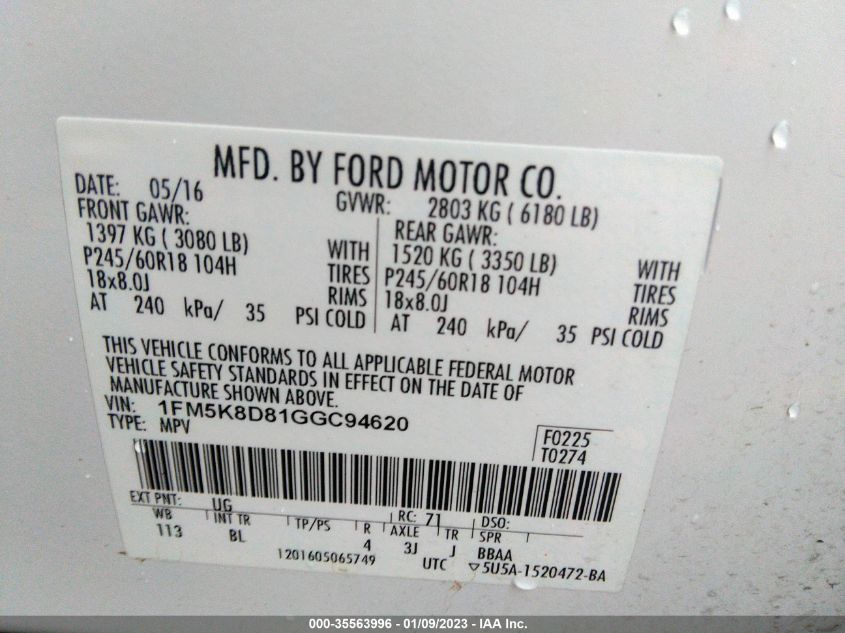 MFD. BY FORD MOTOR CO.
DATE: 05/16 GVWR: 2803 KG ( 6180 LB)
FRONT GAWR: REAR GAWR:
1397 KG ( 3080 LB) WITH 1520 KG ( 3350 LB) WITH
P245/60R18 104H TIRES P245/60R18 104H TIRES
18x8.0J RIMS 18x8.0J RIMS
AT 240 kPa/ 35 PSI COLD AT 240 kPa/ 35 PSI COLD
THIS VEHICLE CONFORMS TO ALL APPLICABLE FEDERAL MOTOR
VEHICLE SAFETY STANDARDS IN EFFECT ON THE DATE OF
MANUFACTURE SHOWN ABOVE.
VIN: 1FM5K8D81GGC94620
TYPE: MPV
F0225
T0274
EXT PNT: UG RC: 71 DSO:
WB INT TR TP/PS R AXLE TR SPR
113 BL 4 3J J BBAA
1201605065749 UTC ▽5U5A-1520472-BA
000-35563996 - 01/09/2023 - IAA Inc.